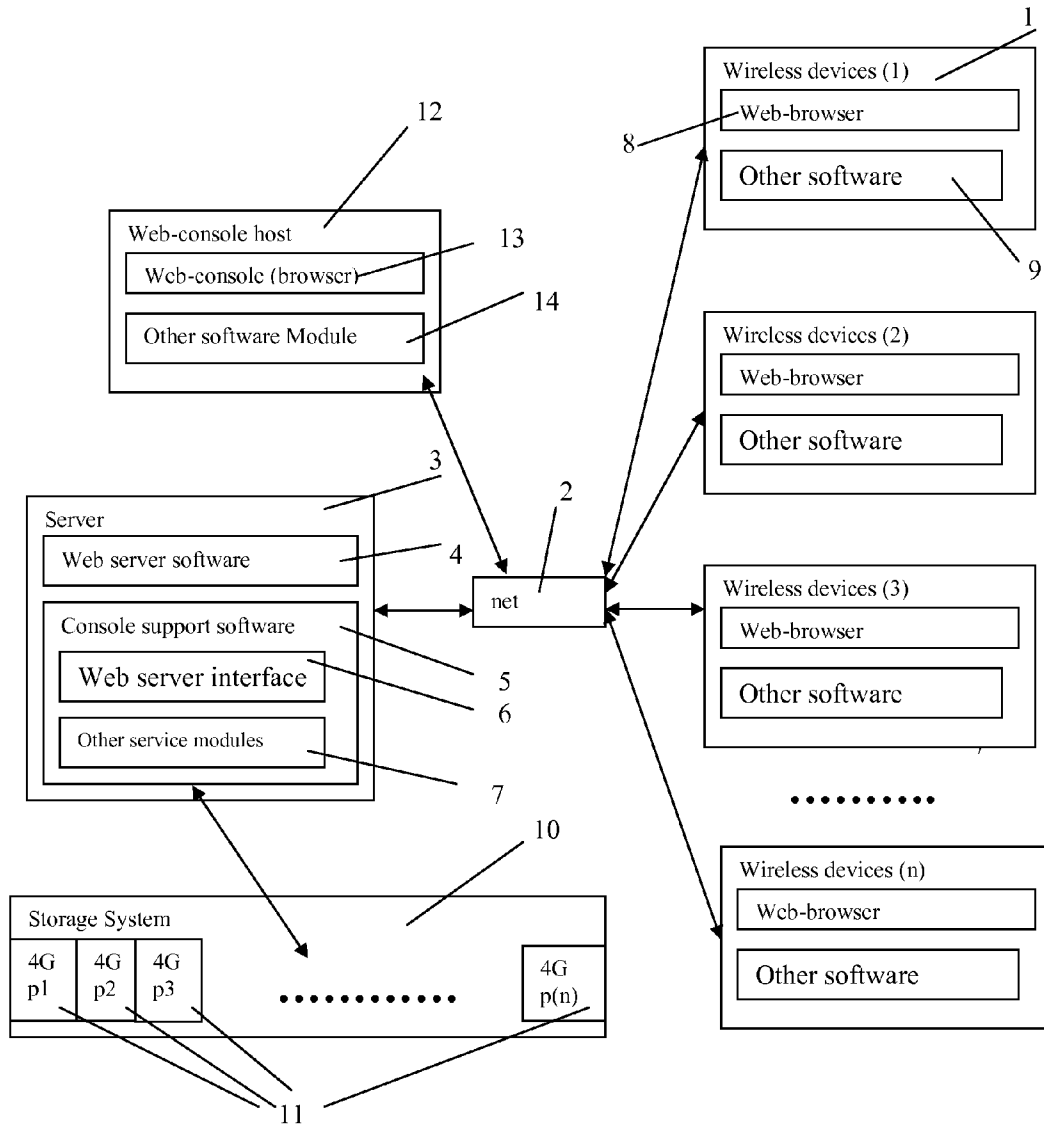 1
Wireless devices (1)
Web-browser
8
Other software
9
12
Web-console host
Web-console (browser)
13
Other software Module
14
Wireless devices (2)
Web-browser
Other software
3
Server
Web server software
4
Console support software
5
Web server interface
6
Other service modules
7
2
net
Wireless devices (3)
Web-browser
Other software
10
Storage System
4G
p1
4G
p2
4G
p3
4G
p(n)
11
Wireless devices (n)
Web-browser
Other software